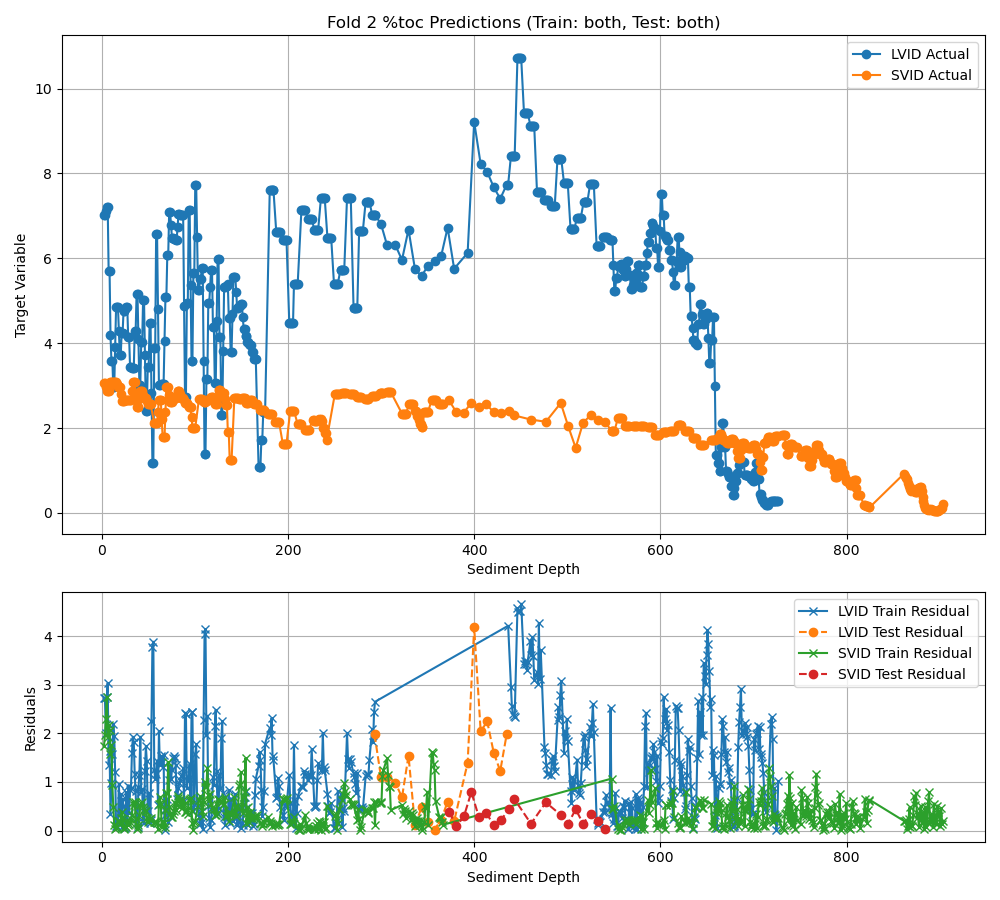 Fold 2 %toc Predictions (Train: both, Test: both)
LVID Actual
SVID Actual
Target Variable
10
8
6
4
2
0
0 200 400 600 800
Sediment Depth
LVID Train Residual
LVID Test Residual
SVID Train Residual
SVID Test Residual
Residuals
4
3
2
1
0
0 200 400 600 800
Sediment Depth